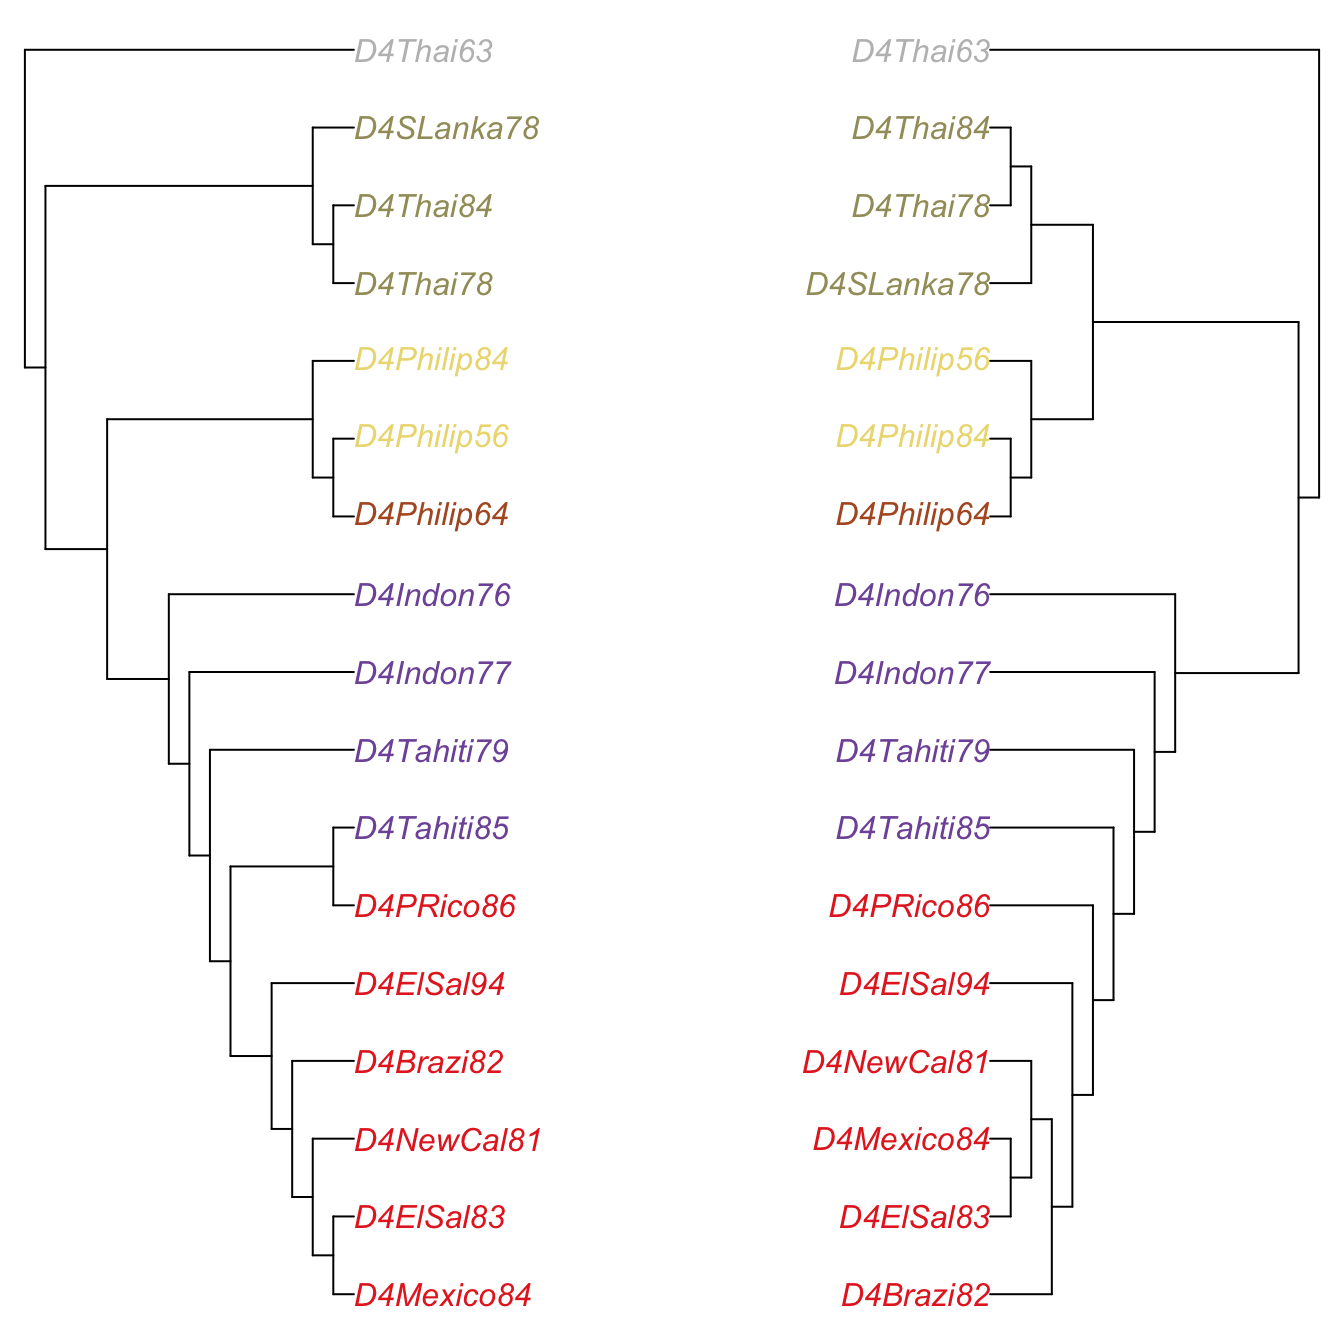 D4Thai63 D4Thai63
D4SLanka78 D4Thai84
D4Thai84 D4Thai78
D4Thai78 D4SLanka78
D4Philip84 D4Philip56
D4Philip56 D4Philip84
D4Philip64 D4Philip64
D4Indon76 D4Indon76
D4Indon77 D4Indon77
D4Tahiti79 D4Tahiti79
D4Tahiti85 D4Tahiti85
D4PRico86 D4PRico86
D4ElSal94 D4ElSal94
D4Brazi82 D4NewCal81
D4NewCal81 D4Mexico84
D4ElSal83 D4ElSal83
D4Mexico84 D4Brazi82